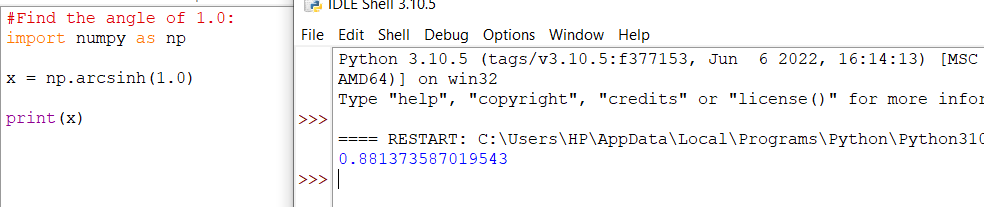 #Find the angle of 1.0:
import numpy as np
x = np.arcsinh(1.0)
print(x)
IDLE Shell 3.10.5
File Edit Shell Debug Options Window Help
Python 3.10.5 (tags/v3.10.5:f377153, Jun  6 2022, 16:14:13) [MSC
AMD64)] on win32
Type "help", "copyright", "credits" or "license()" for more infor
>>>
==== RESTART: C:\Users\HP\AppData\Local\Programs\Python\Python310
0.881373587019543
>>>